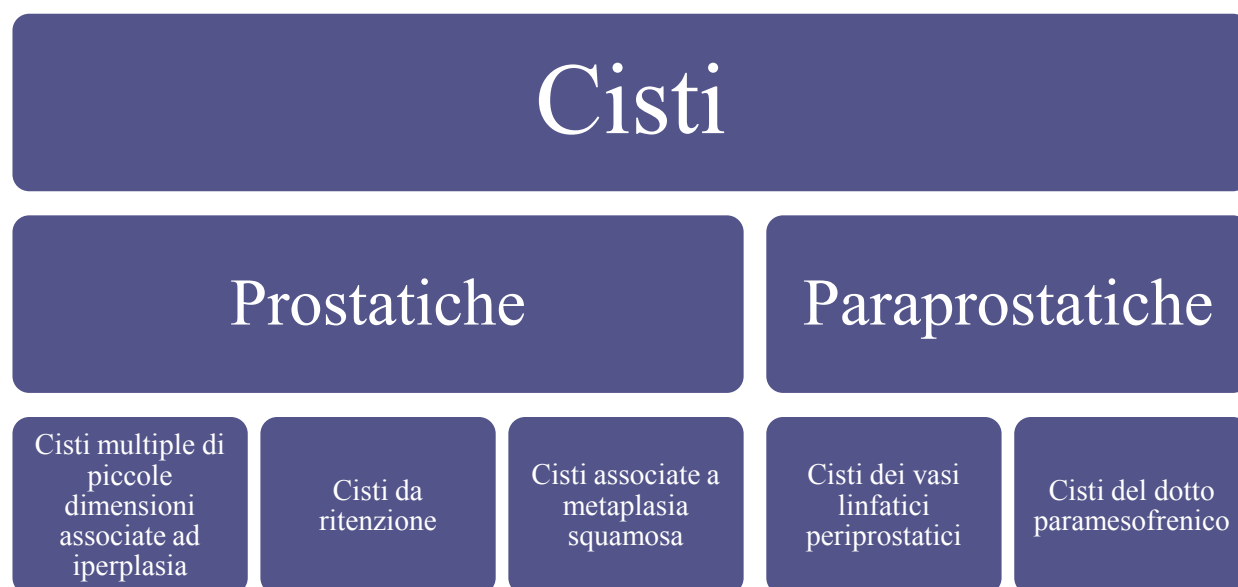 Cisti
Prostatiche
Paraprostatiche
Cisti multiple di
piccole
dimensioni
associate ad
iperplasia
Cisti da
ritenzione
Cisti associate a
metaplasia
squamosa
Cisti dei vasi
linfatici
periprostatici
Cisti del dotto
paramesofrenico